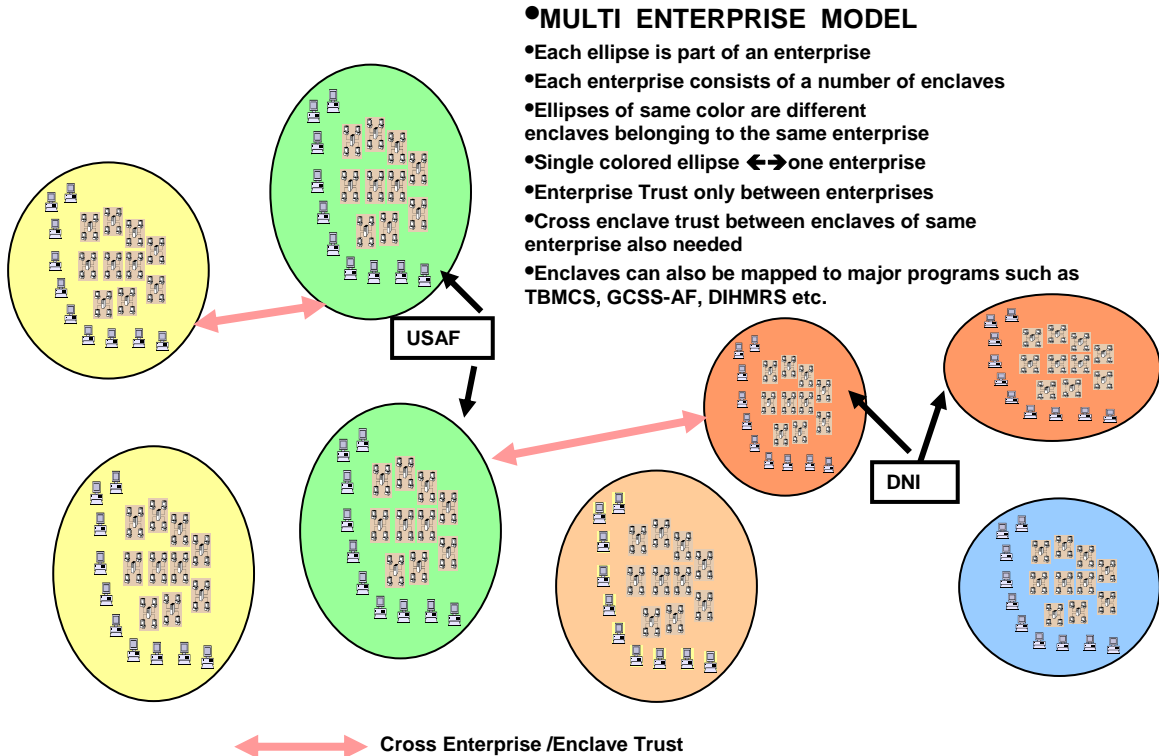 •MULTI ENTERPRISE MODEL
•Each ellipse is part of an enterprise
•Each enterprise consists of a number of enclaves
•Ellipses of same color are different
enclaves belonging to the same enterprise
•Single colored ellipse ←→one enterprise
•Enterprise Trust only between enterprises
•Cross enclave trust between enclaves of same
enterprise also needed
•Enclaves can also be mapped to major programs such as
TBMCS, GCSS-AF, DIHMRS etc.
USAF
DNI
Cross Enterprise /Enclave Trust